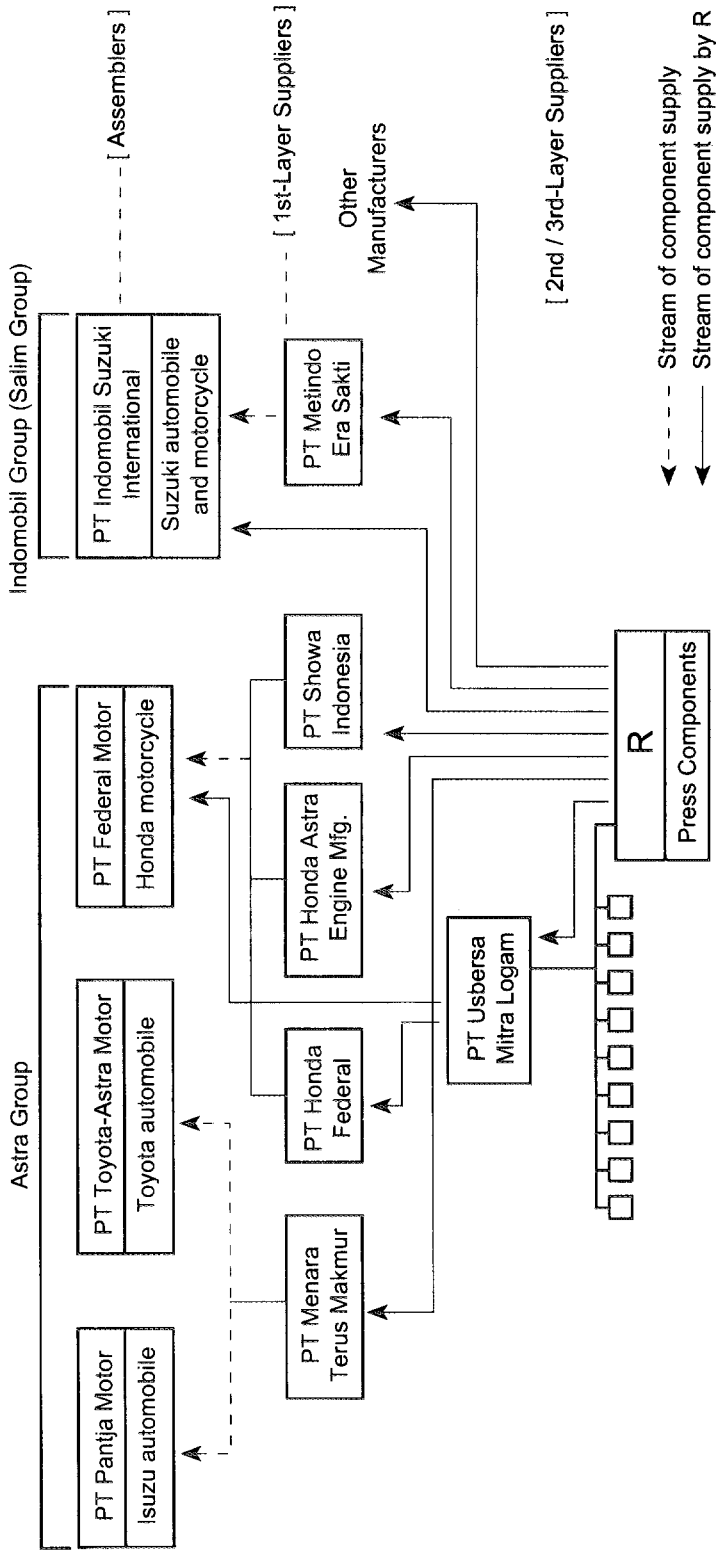 Astra Group
Indomobil Group (Salim Group)
PT Pantja Motor
Isuzu automobile
PT Toyota-Astra Motor
Toyota automobile
PT Federal Motor
Honda motorcycle
PT Indomobil Suzuki
International
Suzuki automobile
and motorcycle
[ Assemblers ]
PT Menara
Terus Makmur
PT Honda
Federal
PT Honda Astra
Engine Mfg.
PT Showa
Indonesia
PT Metindo
Era Sakti
[ 1st-Layer Suppliers ]
Other
Manufacturers
PT Usbersa
Mitra Logam
[ 2nd / 3rd-Layer Suppliers ]
R
Press Components
Stream of component supply
Stream of component supply by R